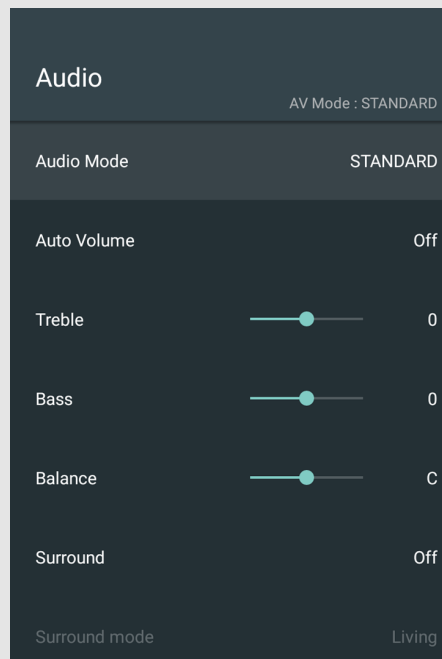 Audio
AV Mode : STANDARD
Audio Mode STANDARD
Auto Volume Off
Treble 0
Bass 0
Balance C
Surround Off
Surround mode Living